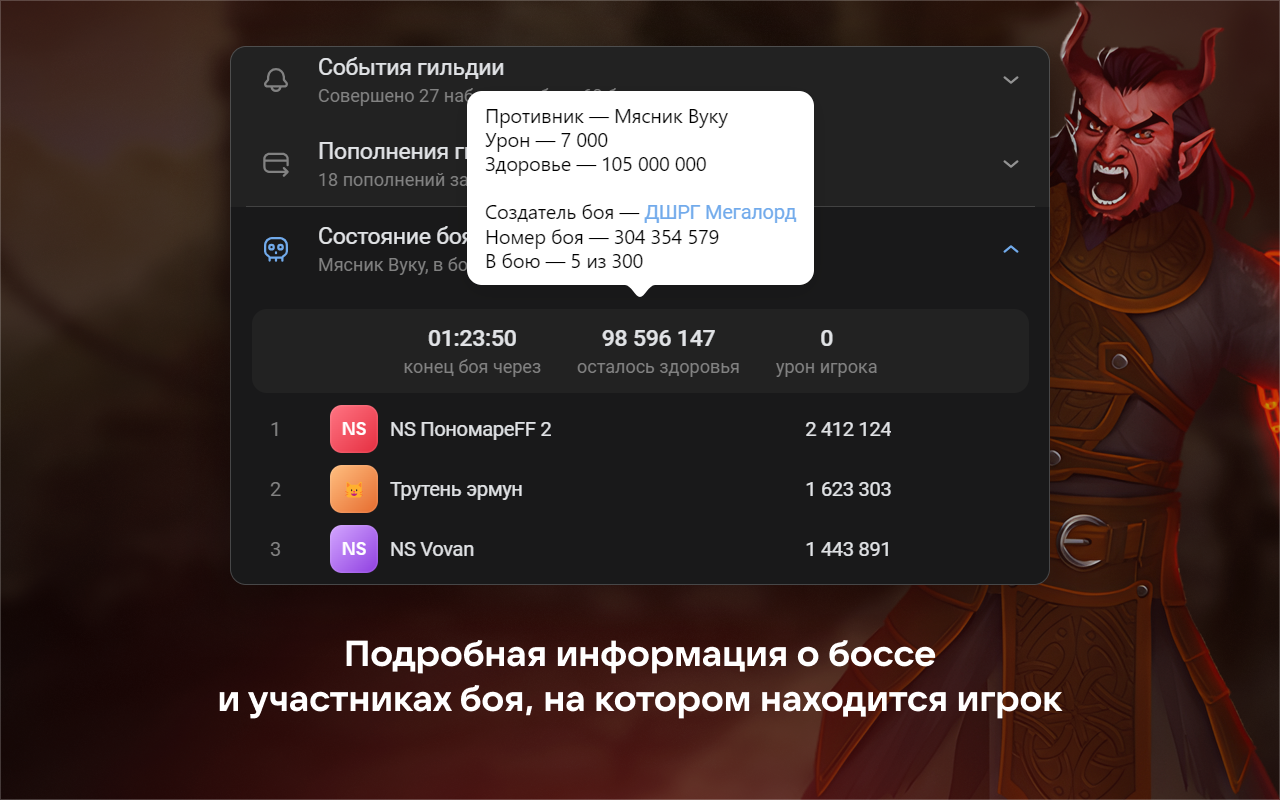 События гильдии
Совершено 27
Противник — Мясник Вуку
Урон — 7 000
Здоровье — 105 000 000
Создатель боя — ДШРГ Мегалорд
Номер боя — 304 354 579
В бою — 5 из 300
Пополнения
18 пополнений
Состояние боя
Мясник Вуку, в
01:23:50 98 596 147 0
конец боя через осталось здоровья урон игрока
1 NS NS ПономареFF 2 2 412 124
2 Трутень эрмун 1 623 303
3 NS NS Vovan 1 443 891
Подробная информация о боссе
и участниках боя, на котором находится игрок